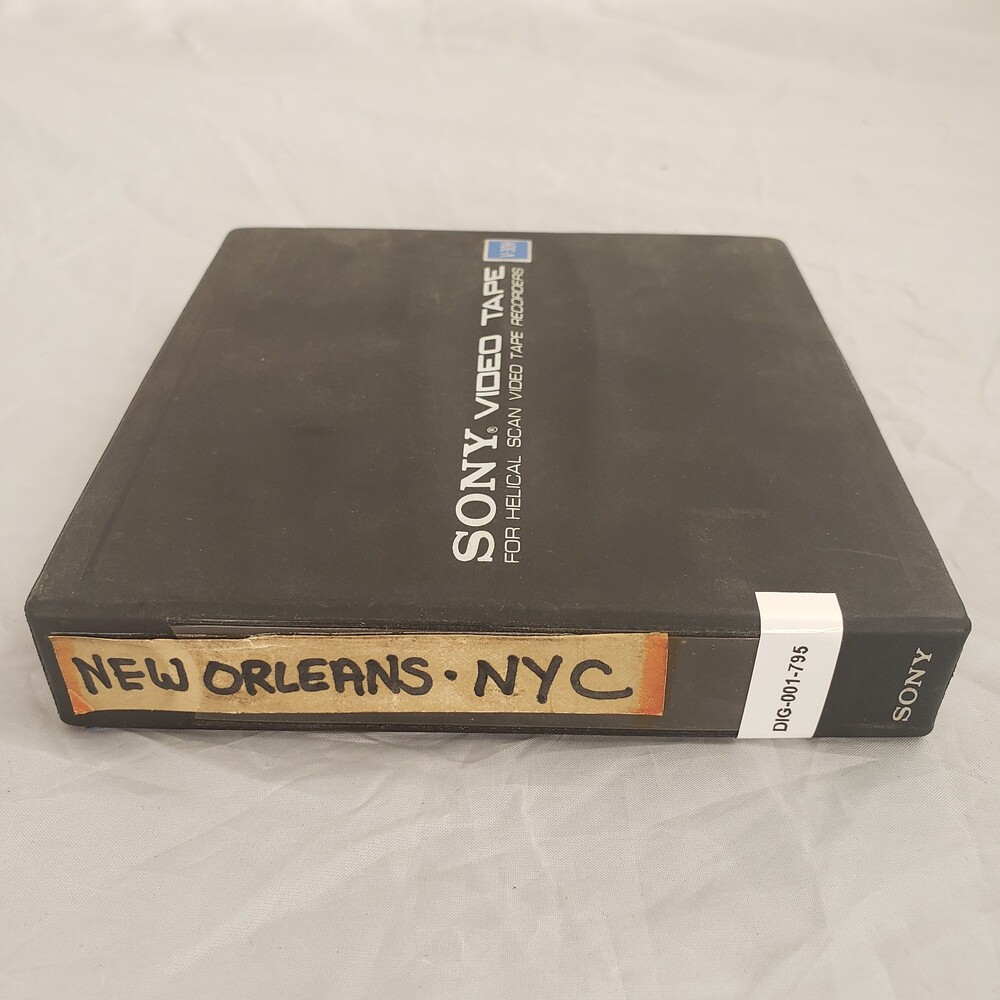 SONY® VIDEO TAPE
FOR HELICAL SCAN VIDEO TAPE RECORDERS
NEW ORLEANS · NYC
DIG-001-795
SONY